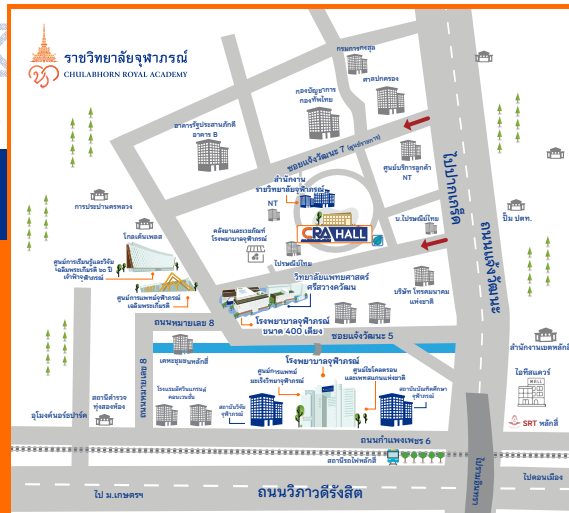 ราชวิทยาลัยจุฬาภรณ์
CHULABHORN ROYAL ACADEMY
กรมการกงสุล
ศาลปกครอง
กองบัญชาการ
กองทัพไทย
อาคารรัฐประศาสนภักดี
อาคาร B
ซอยแจ้งวัฒนะ 7 (ศูนย์ราชการ)
ศูนย์บริการลูกค้า
NT
ไปปากเกร็ด
สำนักงาน
ราชวิทยาลัยจุฬาภรณ์
NT
CRA HALL
บ.ไปรษณีย์ไทย
ปั๊ม ปตท.
ถนนแจ้งวัฒนะ
การประปานครหลวง
โกลเด้นเพลส
คลังยาและเวชภัณฑ์
โรงพยาบาลจุฬาภรณ์
ไปรษณีย์ไทย
ศูนย์การเรียนรู้และวิจัย
เฉลิมพระเกียรติ ๖๐ ปี
เจ้าฟ้าจุฬาภรณ์
วิทยาลัยแพทยศาสตร์
ศรีสวางควัฒน
บริษัท โทรคมนาคม
แห่งชาติ
ศูนย์การแพทย์จุฬาภรณ์
เฉลิมพระเกียรติ
ถนนหมายเลข 8
โรงพยาบาลจุฬาภรณ์
ขนาด 400 เตียง
ซอยแจ้งวัฒนะ 5
สำนักงานเขตหลักสี่
เคหะชุมชนหลักสี่
โรงพยาบาลจุฬาภรณ์
ถนนหมายเลข 8
ศูนย์การแพทย์
มะเร็งวิทยาจุฬาภรณ์
ศูนย์ไซโคลตรอน
และเพทสแกนแห่งชาติ
ไอทีสแควร์
MALL
สถานีตำรวจ
ทุ่งสองห้อง
สถาบันวิจัย
จุฬาภรณ์
สถาบันบัณฑิตศึกษา
จุฬาภรณ์
อุโมงค์นอร์ธปาร์ค
SRT หลักสี่
ถนนกำแพงเพชร 6
สถานีรถไฟหลักสี่
ไปรามอินทรา
ไปดอนเมือง
ไป ม.เกษตรฯ
ถนนวิภาวดีรังสิต